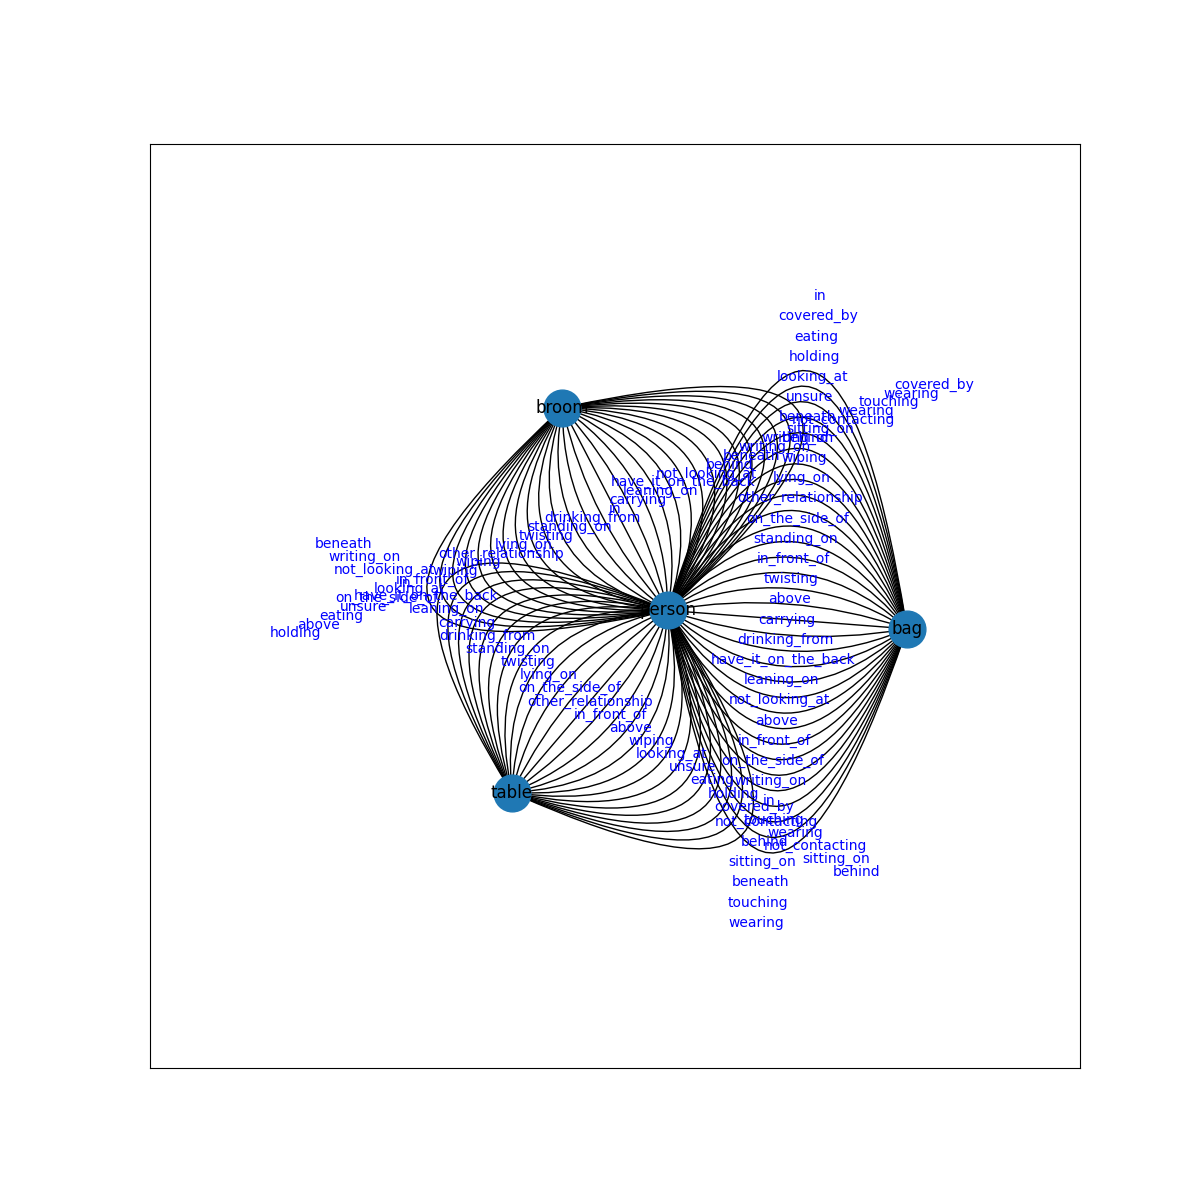 in
covered_by
eating
holding
looking_at
unsure
covered_by
wearing
touching
wearing
not_contacting
beneath
sitting_on
behind
writing_on
writing_on
beneath
wiping
behind
not_looking_at
lying_on
have_it_on_the_back
leaning_on
other_relationship
carrying
in
drinking_from
on_the_side_of
standing_on
twisting
standing_on
lying_on
other_relationship
in_front_of
wiping
wiping
twisting
beneath
writing_on
not_looking_at
in_front_of
in
looking_at
have_it_on_the_back
on_the_side_of
unsure
leaning_on
eating
above
holding
carrying
drinking_from
standing_on
twisting
lying_on
on_the_side_of
other_relationship
in_front_of
above
wiping
looking_at
unsure
eating
holding
covered_by
not_contacting
above
carrying
drinking_from
have_it_on_the_back
leaning_on
not_looking_at
above
in_front_of
on_the_side_of
writing_on
in
touching
wearing
behind
not_contacting
sitting_on
behind
sitting_on
beneath
touching
wearing
broom
person
bag
table